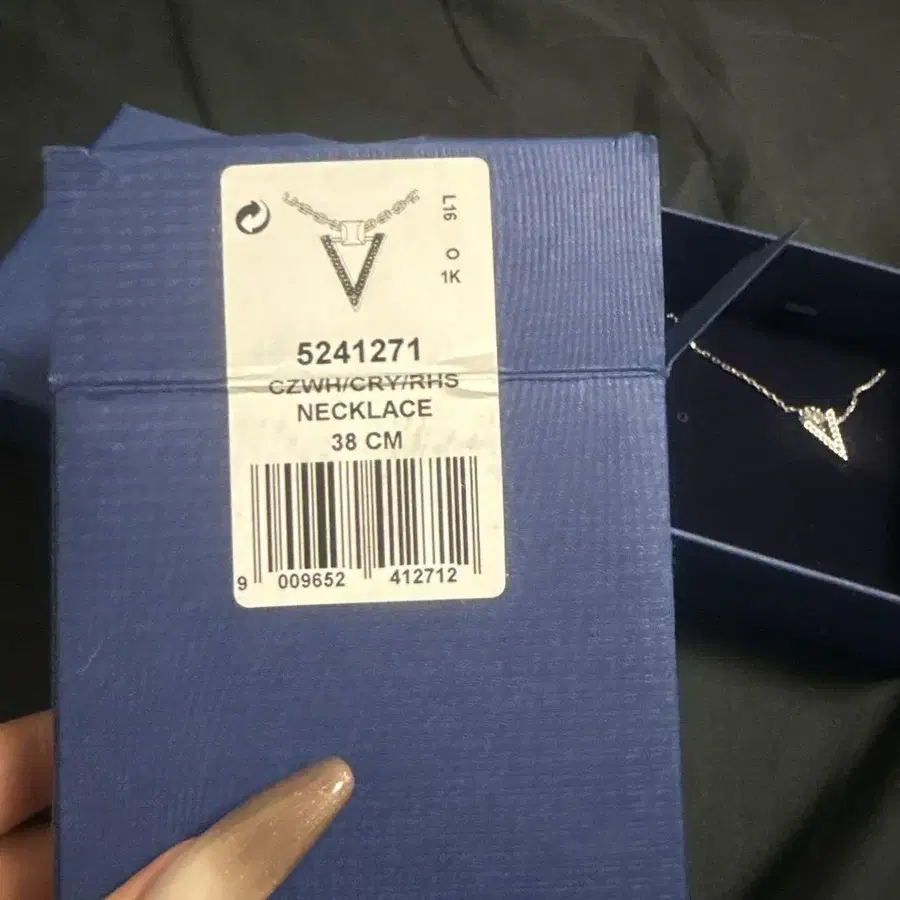 L16 O 1K
5241271
CZWH/CRY/RHS
NECKLACE
38 CM
9 009652 412712